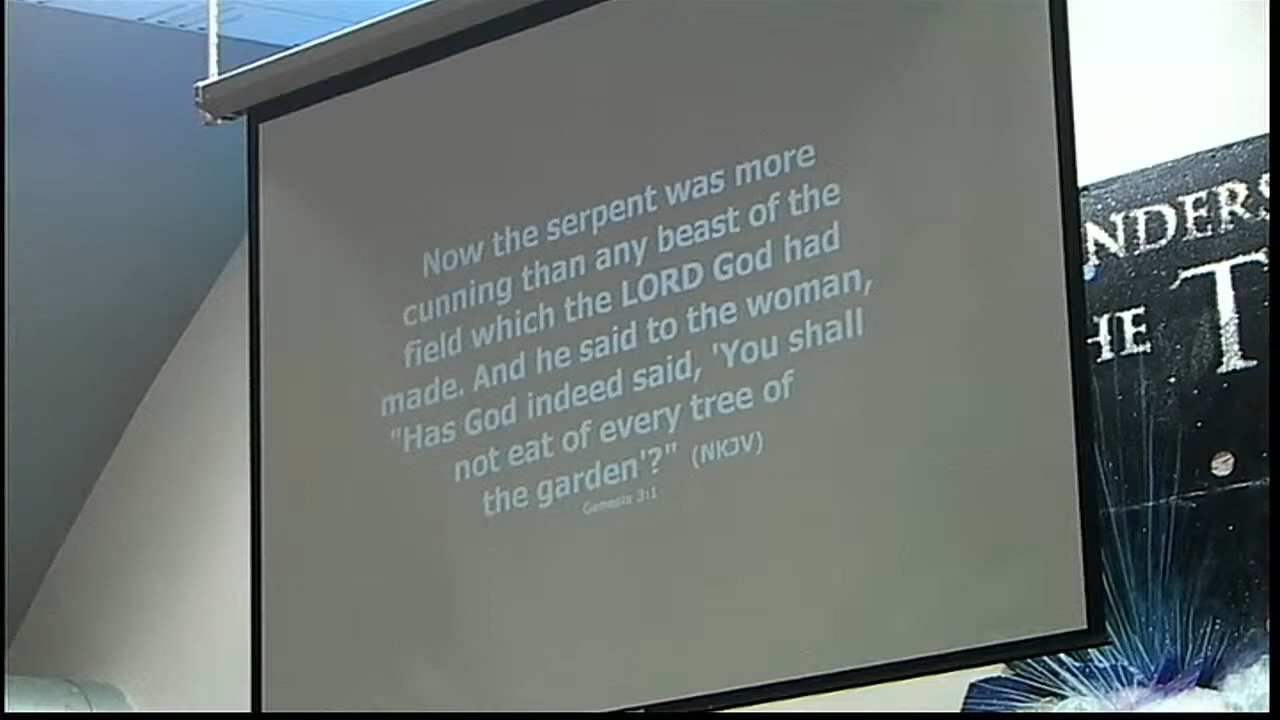 Now the serpent was more
cunning than any beast of the
field which the LORD God had
made. And he said to the woman,
"Has God indeed said, 'You shall
not eat of every tree of
the garden'?" (NKJV)
Genesis 3:1
NDERS
HE T